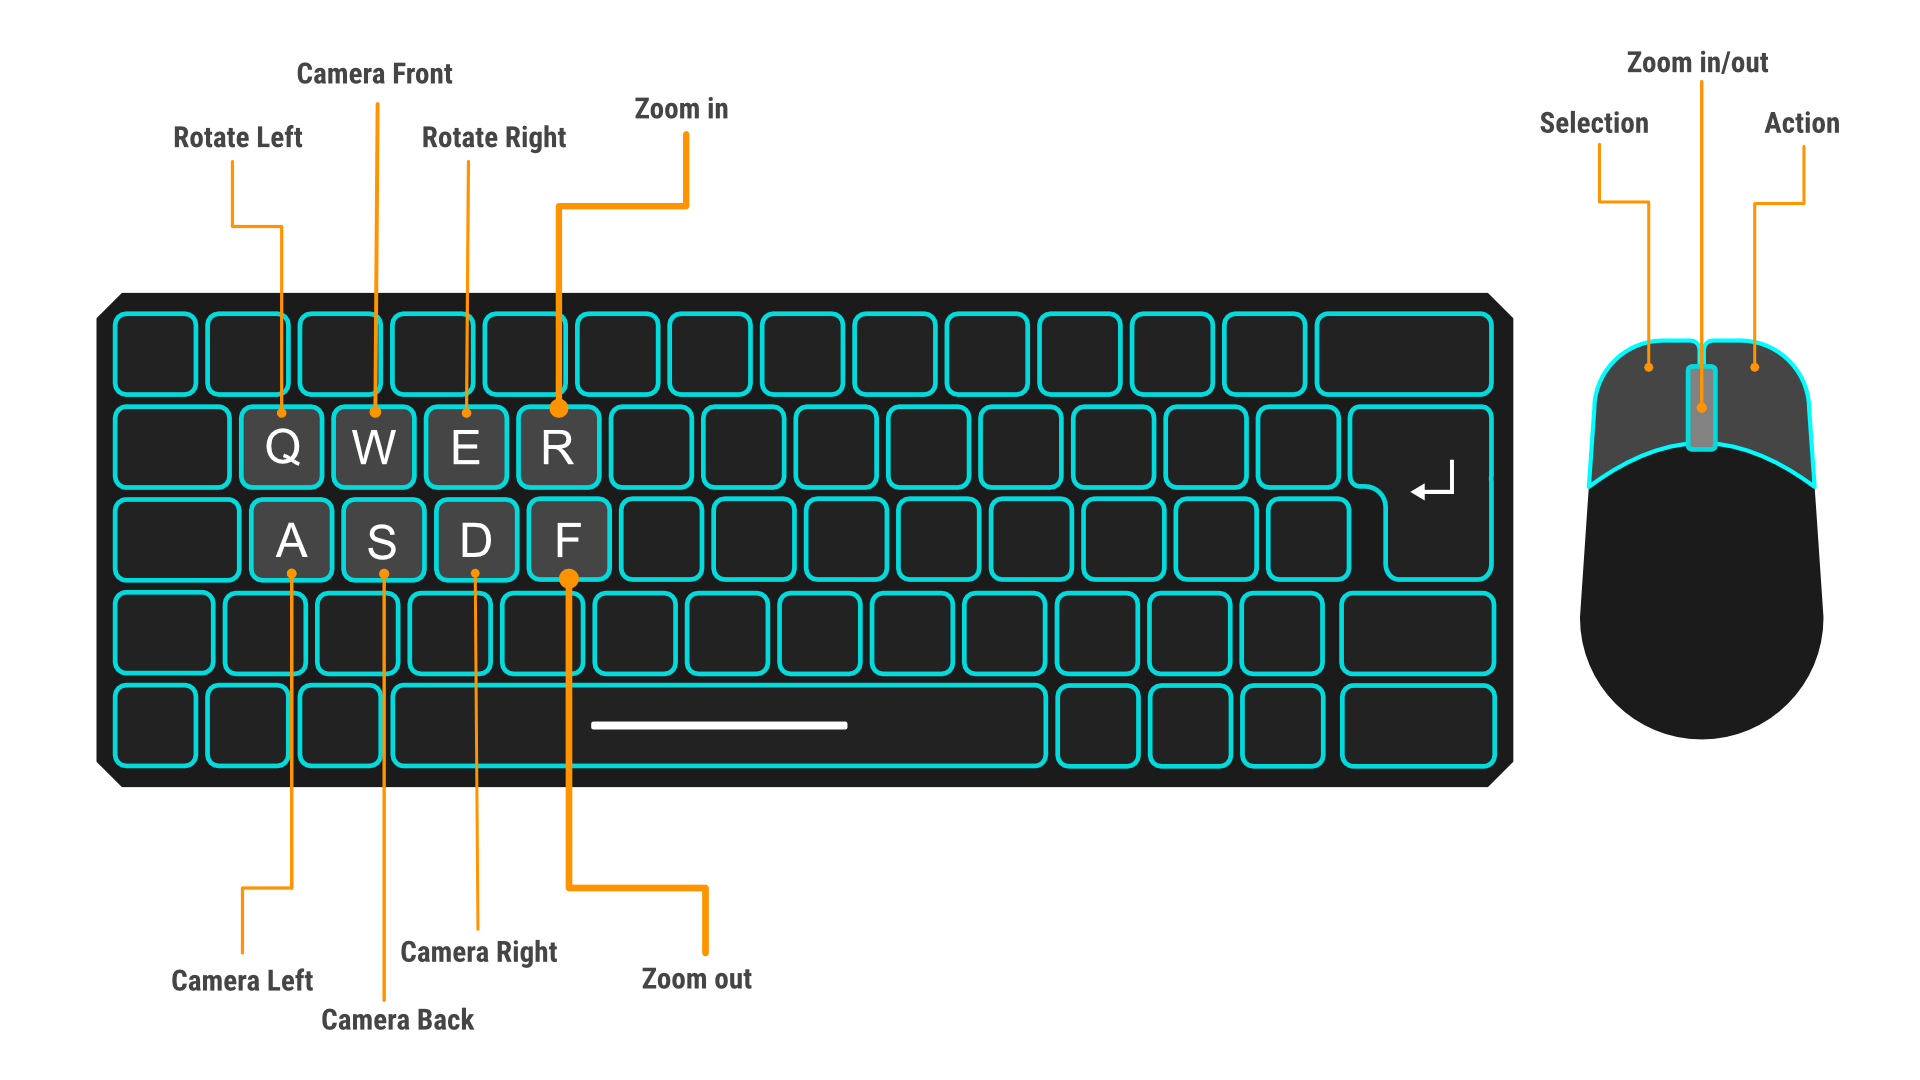 Camera Front
Rotate Left
Rotate Right
Zoom in
Zoom in/out
Selection
Action
Q W E R
A S D F
Camera Left
Camera Back
Camera Right
Zoom out